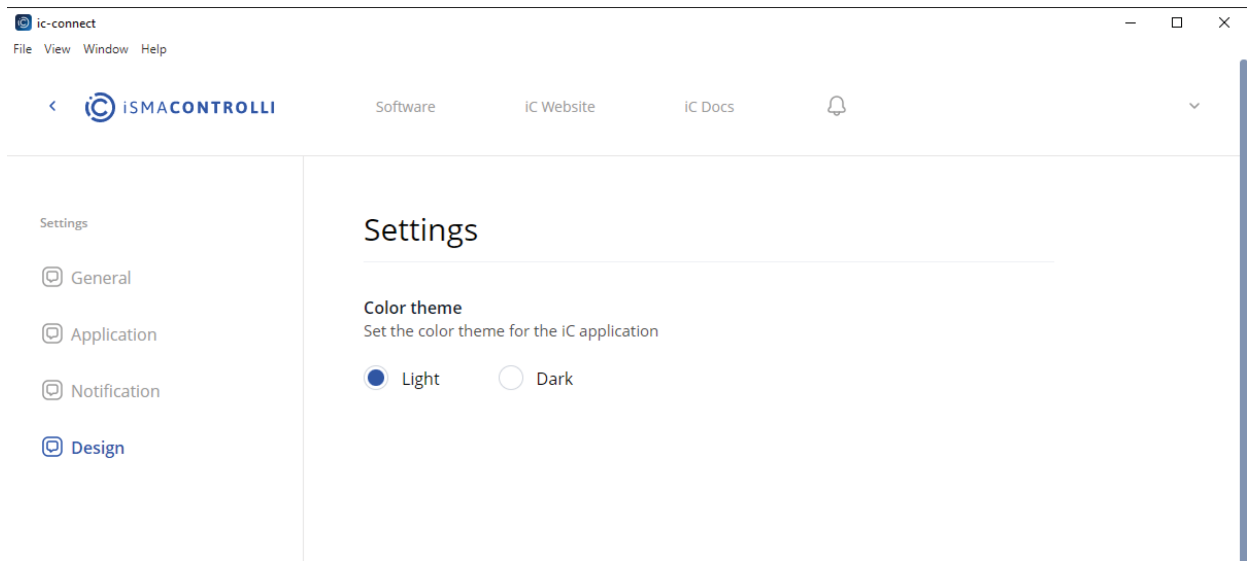 ic-connect
File View Window Help
iC iSMACONTROLLI Software iC Website iC Docs
Settings
General
Application
Notification
Design
Settings
Color theme
Set the color theme for the iC application
Light Dark